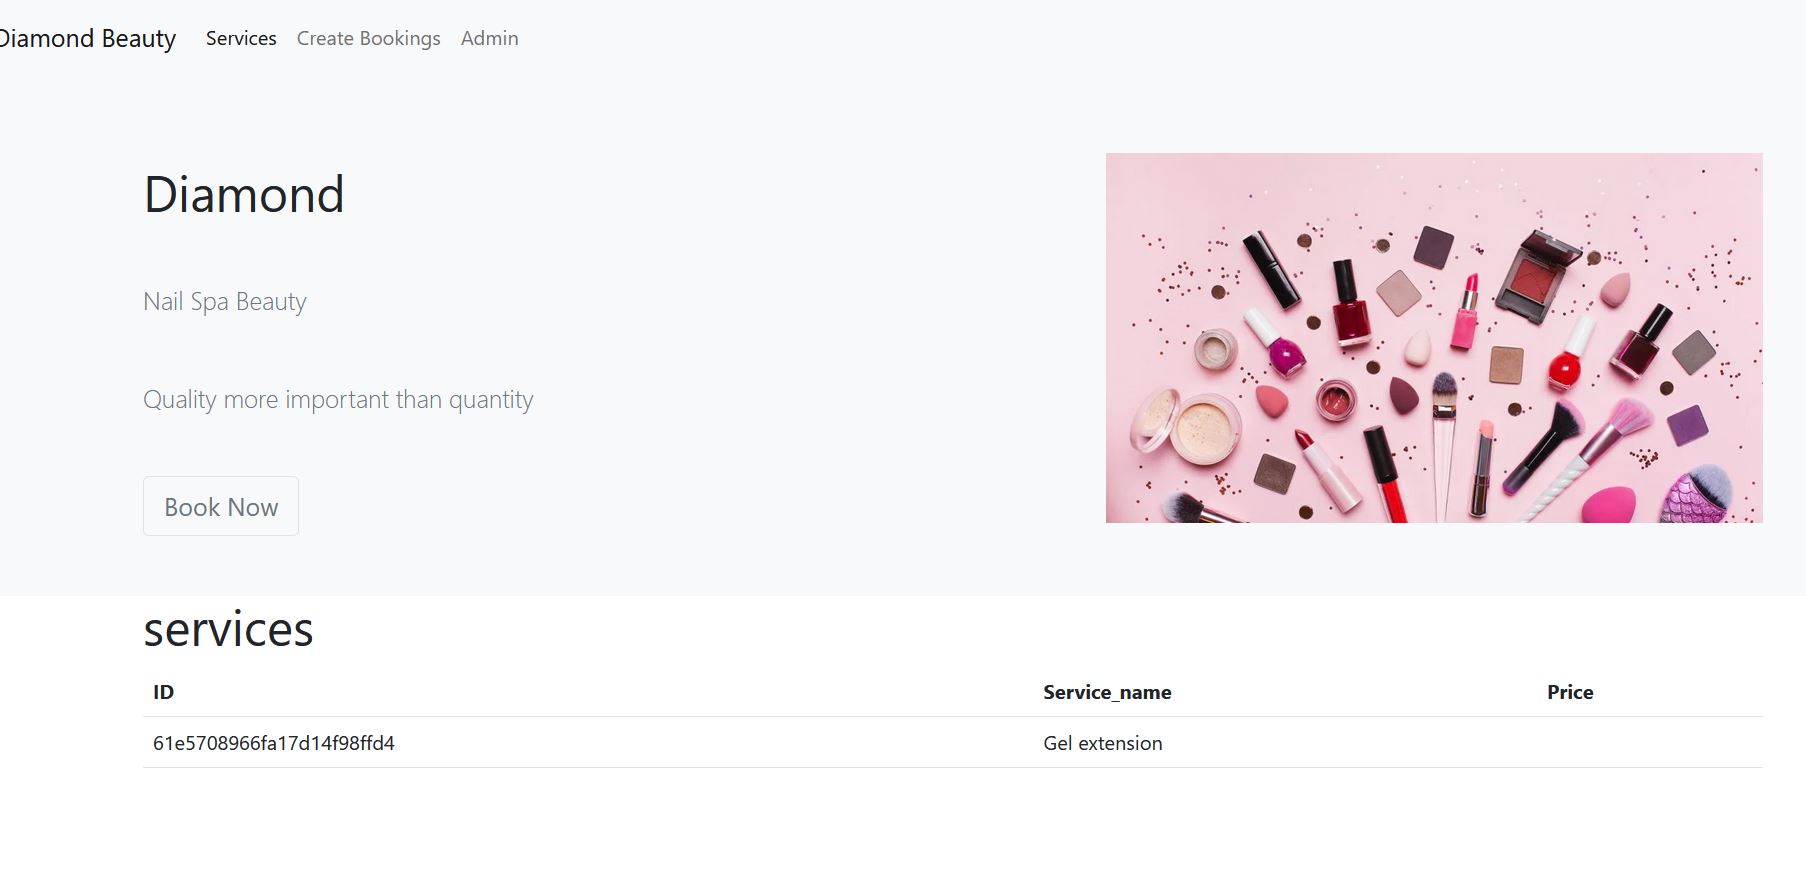 Diamond Beauty Services Create Bookings Admin
Diamond
Nail Spa Beauty
Quality more important than quantity
Book Now
services
ID Service_name Price
61e5708966fa17d14f98ffd4 Gel extension